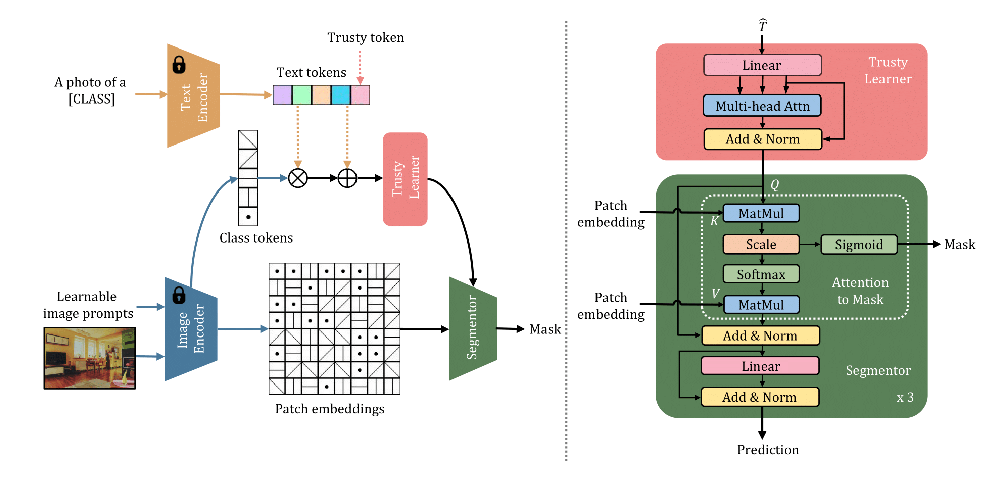 Trusty token
A photo of a
[CLASS]
Text
Encoder
Text tokens
Class tokens
Trusty
Learner
Learnable
image prompts
Image
Encoder
Patch embeddings
Segmentor
Mask
T̂
Trusty
Learner
Linear
Multi-head Attn
Add & Norm
Q
Patch
embedding
K
MatMul
Scale
Sigmoid
Mask
Softmax
Attention
to Mask
Patch
embedding
V
MatMul
Add & Norm
Linear
Segmentor
Add & Norm
x 3
Prediction